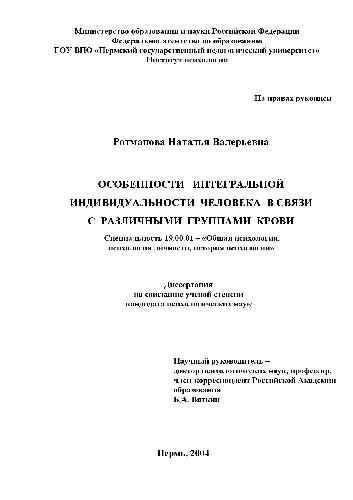 Министерство образования и науки Российской Федерации
Федеральное агентство по образованию
ГОУ ВПО «Пермский государственный педагогический университет»
Институт психологии
На правах рукописи
Ротманова Наталья Валерьевна
ОСОБЕННОСТИ ИНТЕГРАЛЬНОЙ
ИНДИВИДУАЛЬНОСТИ ЧЕЛОВЕКА В СВЯЗИ
С РАЗЛИЧНЫМИ ГРУППАМИ КРОВИ
Специальность 19.00.01 – «Общая психология,
психология личности, история психологии»
Диссертация
на соискание ученой степени
кандидата психологических наук
Научный руководитель –
доктор психологических наук, профессор,
член-корреспондент Российской Академии
образования
Б.А. Вяткин
Пермь, 2004